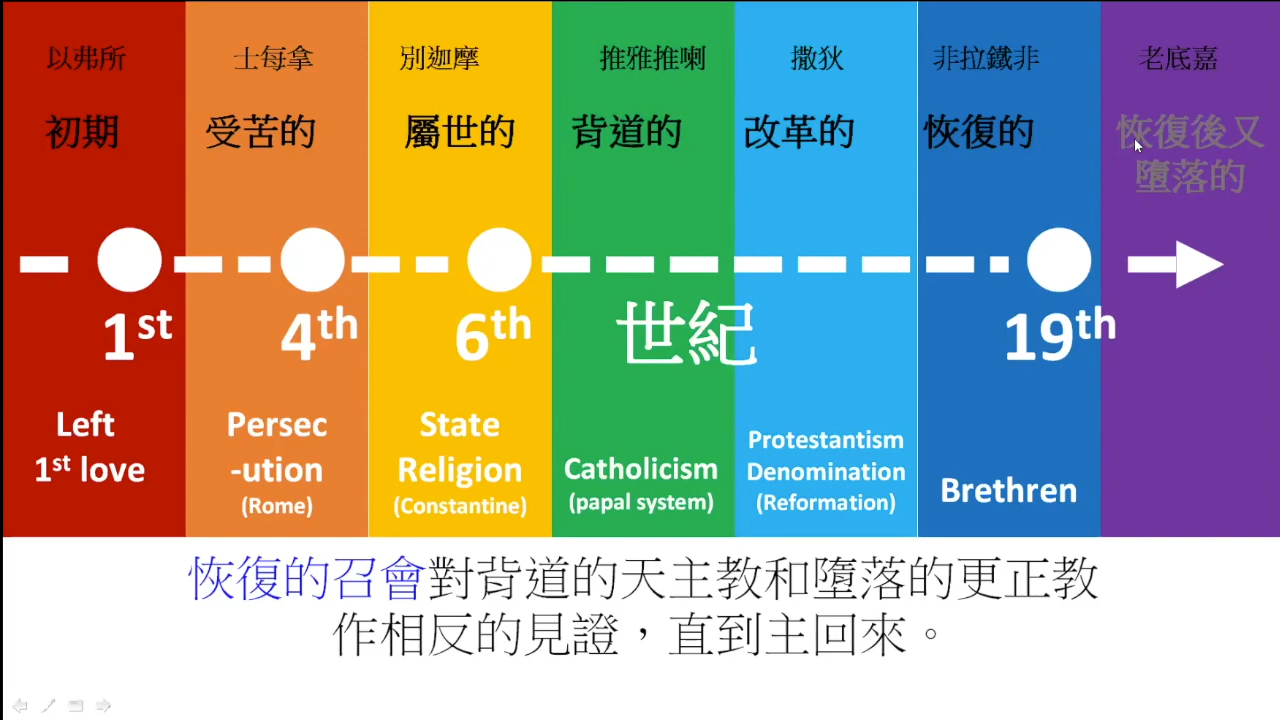 以弗所
士每拿
別迦摩
推雅推喇
撒狄
非拉鐵非
老底嘉
初期
受苦的
屬世的
背道的
改革的
恢復的
恢復後又
墮落的
1st
4th
6th
世紀
19th
Left
1st love
Persec
-ution
(Rome)
State
Religion
(Constantine)
Catholicism
(papal system)
Protestantism
Denomination
(Reformation)
Brethren
恢復的召會對背道的天主教和墮落的更正教
作相反的見證，直到主回來。